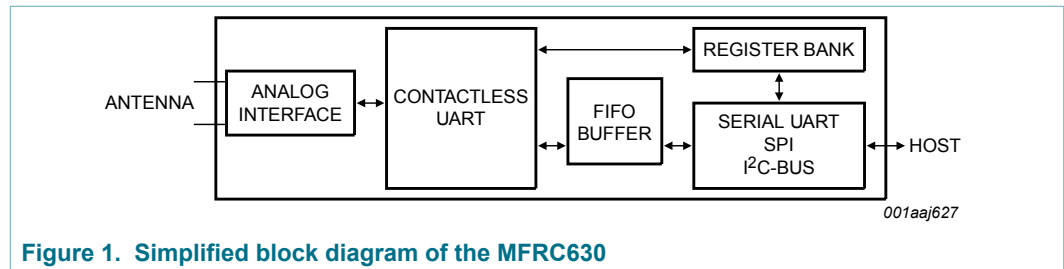 ANTENNA
ANALOG
INTERFACE
CONTACTLESS
UART
FIFO
BUFFER
REGISTER BANK
SERIAL UART
SPI
I²C-BUS
HOST
001aaj627
Figure 1. Simplified block diagram of the MFRC630